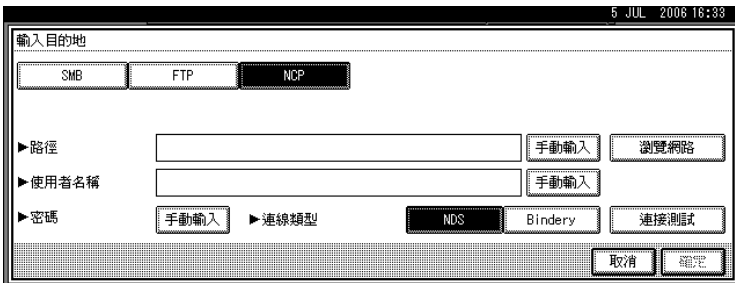 5 JUL 2006 16:33
輸入目的地
SMB FTP NCP
▶路徑 手動輸入 瀏覽網路
▶使用者名稱 手動輸入
▶密碼 手動輸入 ▶連線類型 NDS Bindery 連接測試
取消 確定